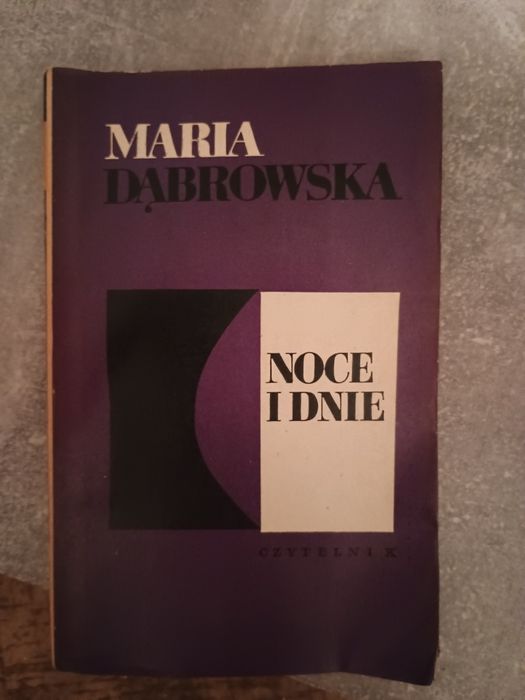 MARIA
DĄBROWSKA
NOCE
I DNIE
CZYTELNIK